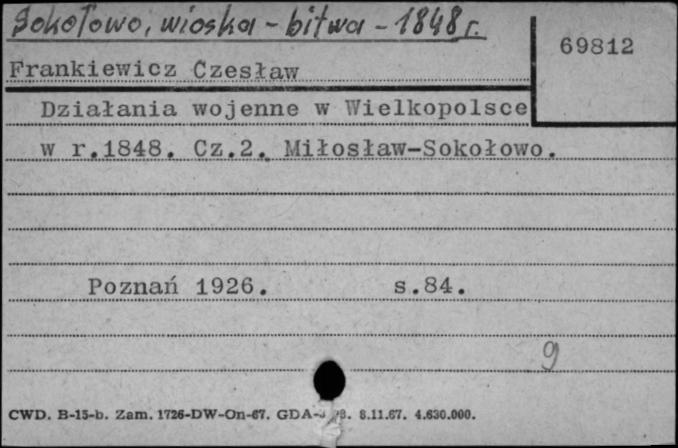 Sokołowo, wioska - bitwa - 1848 r.
69812
Frankiewicz Czesław
Działania wojenne w Wielkopolsce
w r.1848. Cz.2. Miłosław-Sokołowo.
Poznań 1926. s.84.
9
CWD. B-15-b. Zam. 1726-DW-On-67. 8.11.67. 4.630.000.